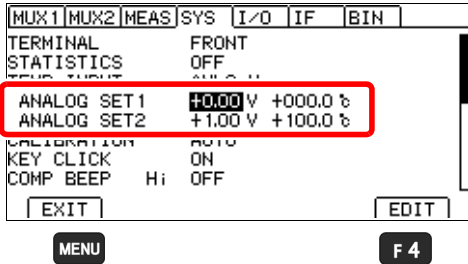 MUX1 MUX2 MEAS SYS I/O IF BIN
TERMINAL FRONT
STATISTICS OFF
ANALOG SET1 +0.00 V +000.0 ℃
ANALOG SET2 +1.00 V +100.0 ℃
CALIBRATION AUTO
KEY CLICK ON
COMP BEEP Hi OFF
EXIT EDIT
MENU F 4